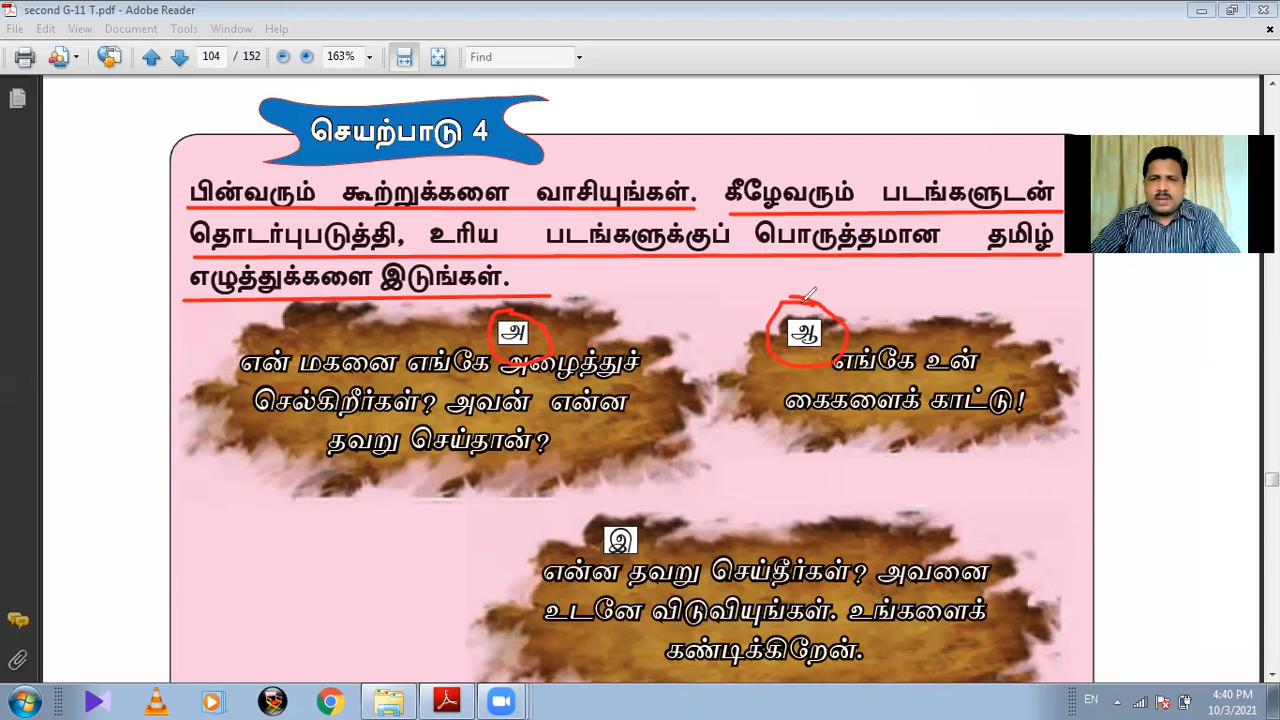 second G-11 T.pdf - Adobe Reader
File Edit View Document Tools Window Help
104 / 152 163% Find
செயற்பாடு 4
பின்வரும் கூற்றுக்களை வாசியுங்கள். கீழேவரும் படங்களுடன்
தொடர்புபடுத்தி, உரிய படங்களுக்குப் பொருத்தமான தமிழ்
எழுத்துக்களை இடுங்கள்.
அ
என் மகனை எங்கே அழைத்துச்
செல்கிறீர்கள்? அவன் என்ன
தவறு செய்தான்?
ஆ
எங்கே உன்
கைகளைக் காட்டு!
இ
என்ன தவறு செய்தீர்கள்? அவனை
உடனே விடுவியுங்கள். உங்களைக்
கண்டிக்கிறேன்.
EN 4:40 PM
10/3/2021